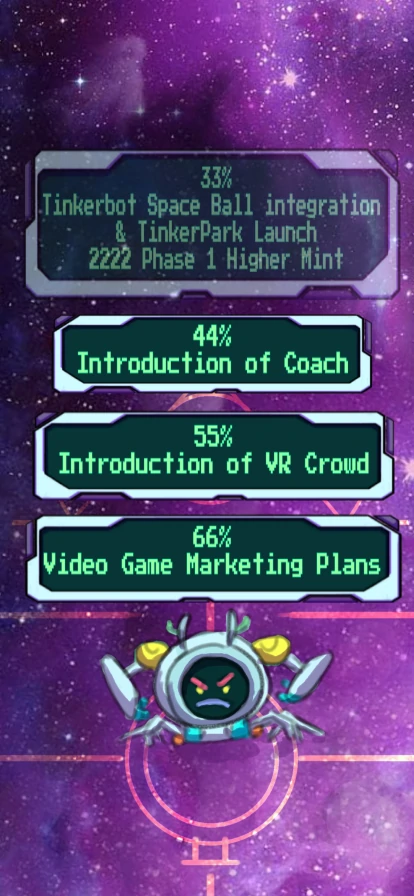 33%
Tinkerbot Space Ball integration
& TinkerPark Launch
2222 Phase 1 Higher Mint
44%
Introduction of Coach
55%
Introduction of VR Crowd
66%
Video Game Marketing Plans